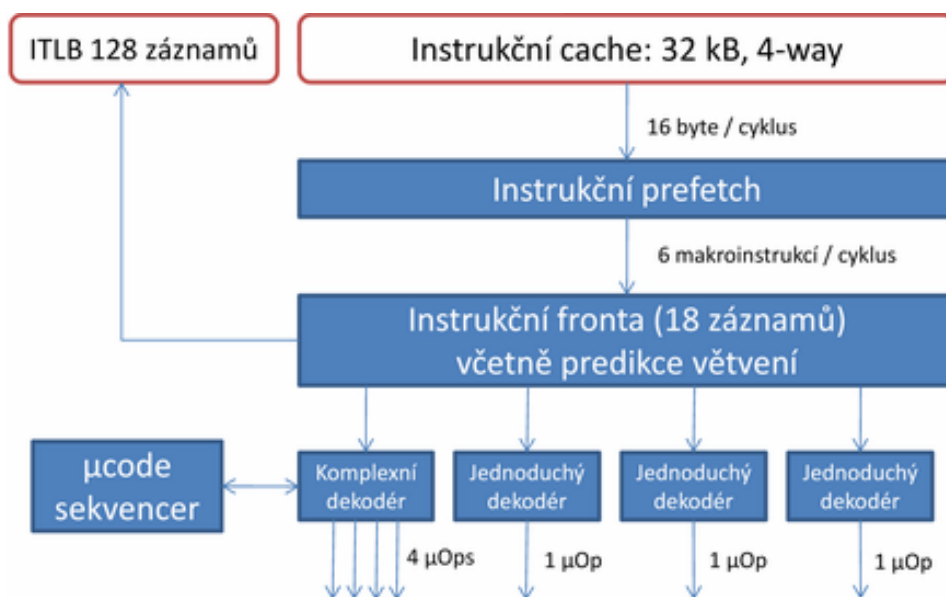 ITLB 128 záznamů
Instrukční cache: 32 kB, 4-way
16 byte / cyklus
Instrukční prefetch
6 makroinstrukcí / cyklus
Instrukční fronta (18 záznamů)
včetně predikce větvení
µcode
sekvencer
Komplexní
dekodér
Jednoduchý
dekodér
Jednoduchý
dekodér
Jednoduchý
dekodér
4 µOps
1 µOp
1 µOp
1 µOp